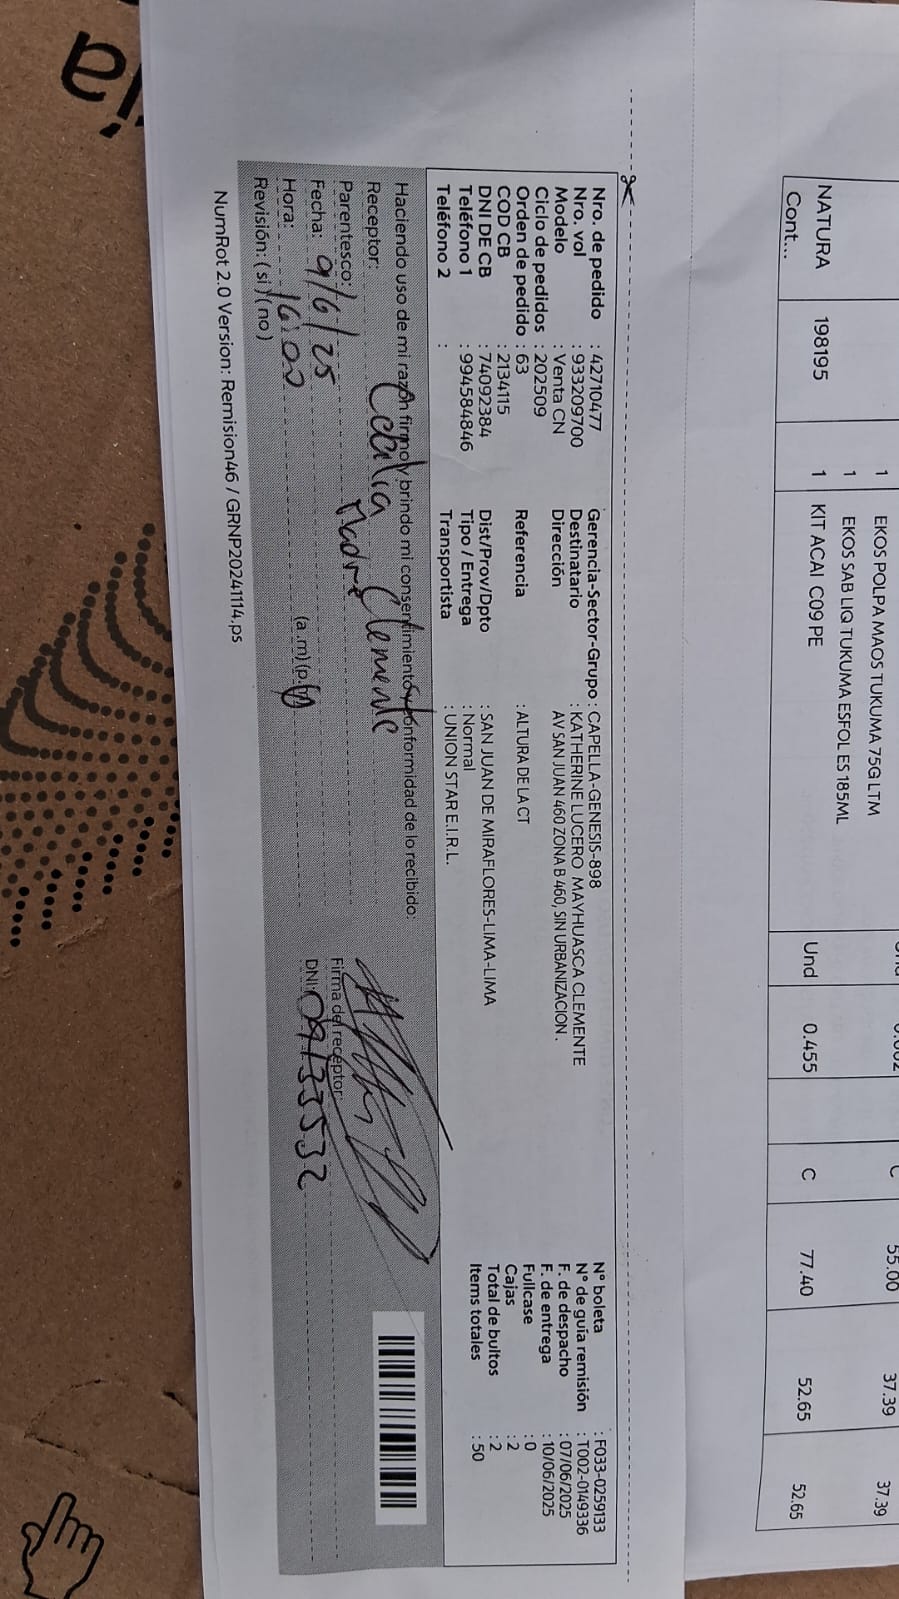 1 EKOS POLPA MAOS TUKUMA 75G LTM C 55.00 37.39 37.39
1 EKOS SAB LIQ TUKUMA ESFOL ES 185ML
NATURA 198195 1 KIT ACAI C09 PE Und 0.455 C 77.40 52.65 52.65
Cont...
Nro. de pedido : 42710477 Gerencia-Sector-Grupo : CAPELLA-GENESIS-898 N° boleta : F033-0259133
Nro. vol : 933209700 Destinatario : KATHERINE LUCERO MAYHUASCA CLEMENTE N° de guía remisión : T002-0149336
Modelo : Venta CN Dirección AV SAN JUAN 460 ZONA B 460, SIN URBANIZACION. F. de despacho : 07/06/2025
Ciclo de pedidos : 202509 F. de entrega : 10/06/2025
Orden de pedido : 63 Referencia : ALTURA DE LA CT Fullcase : 0
COD CB : 2134115 Cajas : 2
DNI DE CB : 74092384 Dist/Prov/Dpto : SAN JUAN DE MIRAFLORES-LIMA-LIMA Total de bultos : 2
Teléfono 1 : 994584846 Tipo / Entrega : Normal Items totales : 50
Teléfono 2 : Transportista : UNION STAR E.I.R.L.
Haciendo uso de mi razón firmo y brindo mi consentimiento y conformidad de lo recibido:
Receptor: Cecilia Clemente
Parentesco: Madre Firma del receptor:
Fecha: 9/6/25 DNI: 09133532
Hora: 16:00 (a .m) (p.m)
Revisión: ( si ) ( no )
NumRot 2.0 Version: Remision46 / GRNP20241114.ps
ia